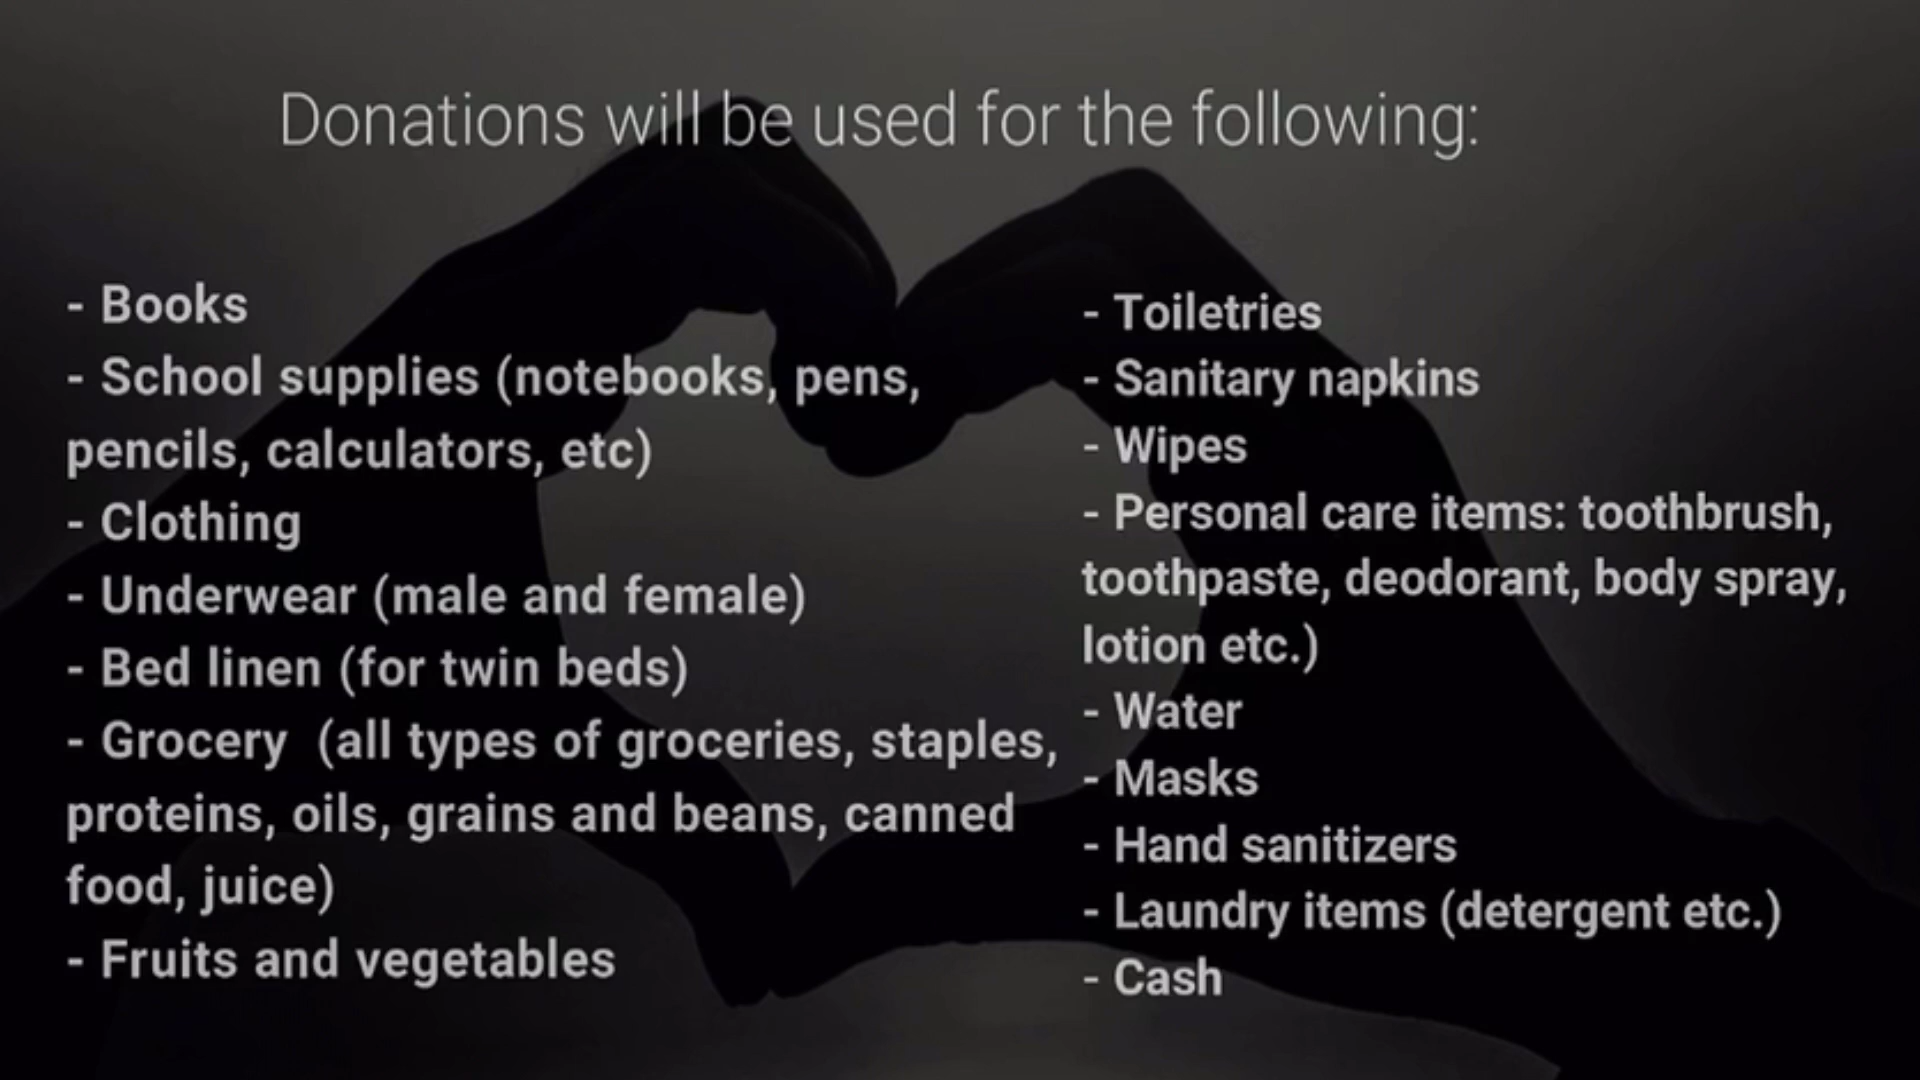 Donations will be used for the following:
- Books
- School supplies (notebooks, pens,
pencils, calculators, etc)
- Clothing
- Underwear (male and female)
- Bed linen (for twin beds)
- Grocery  (all types of groceries, staples,
proteins, oils, grains and beans, canned
food, juice)
- Fruits and vegetables
- Toiletries
- Sanitary napkins
- Wipes
- Personal care items: toothbrush,
toothpaste, deodorant, body spray,
lotion etc.)
- Water
- Masks
- Hand sanitizers
- Laundry items (detergent etc.)
- Cash